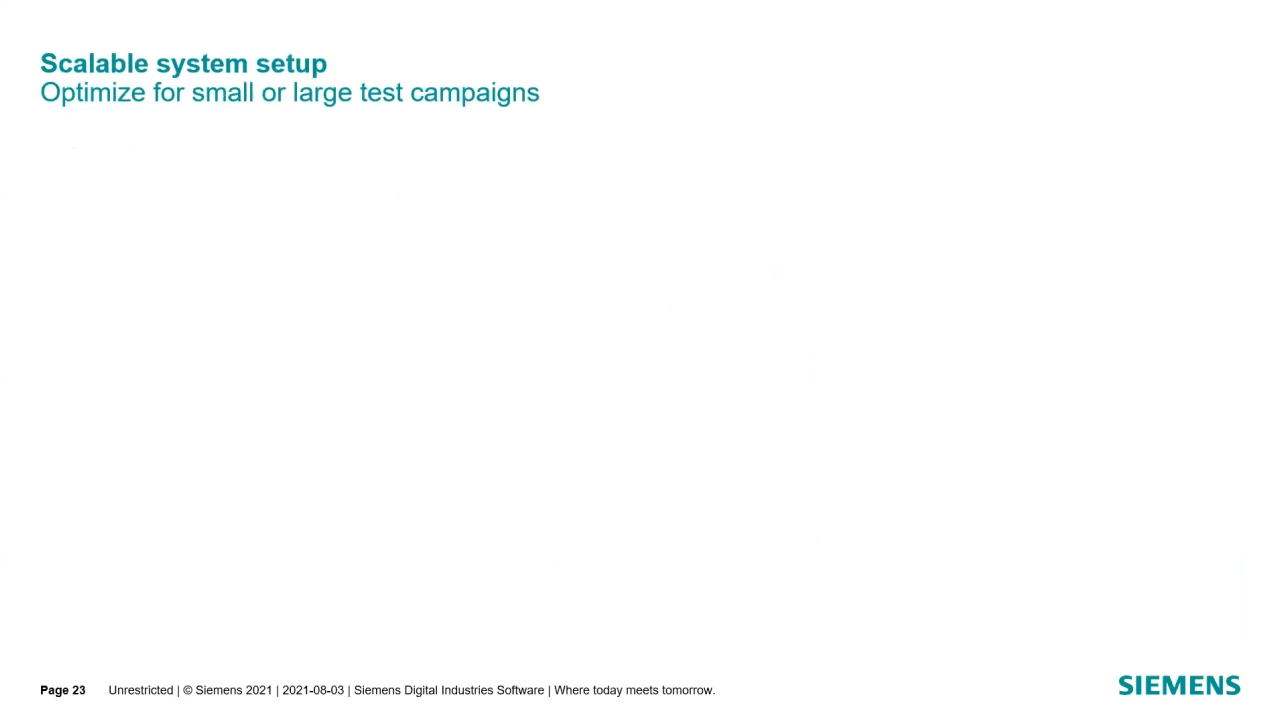 Scalable system setup
Optimize for small or large test campaigns
Page 23 Unrestricted | © Siemens 2021 | 2021-08-03 | Siemens Digital Industries Software | Where today meets tomorrow.
SIEMENS